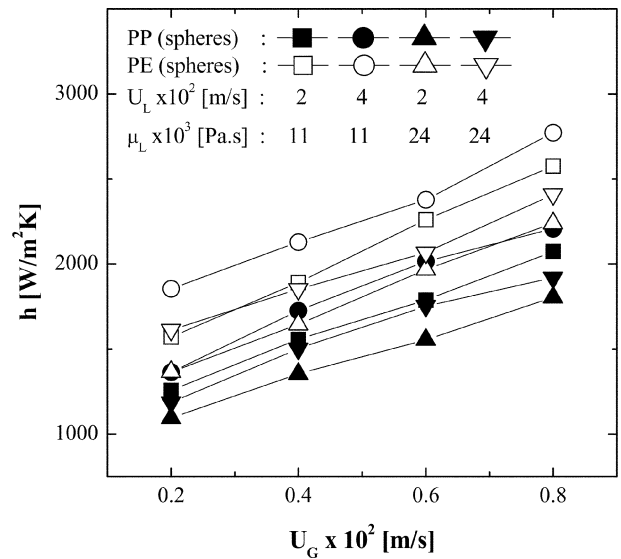 PP (spheres) :
PE (spheres) :
U_L x10^2 [m/s] : 2 4 2 4
μ_L x10^3 [Pa.s] : 11 11 24 24
3000
2000
1000
h [W/m^2K]
0.2 0.4 0.6 0.8
U_G x 10^2 [m/s]